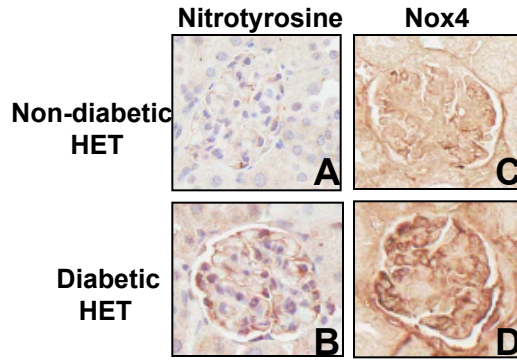 Nitrotyrosine Nox4
Non-diabetic
HET
A C
Diabetic
HET
B D